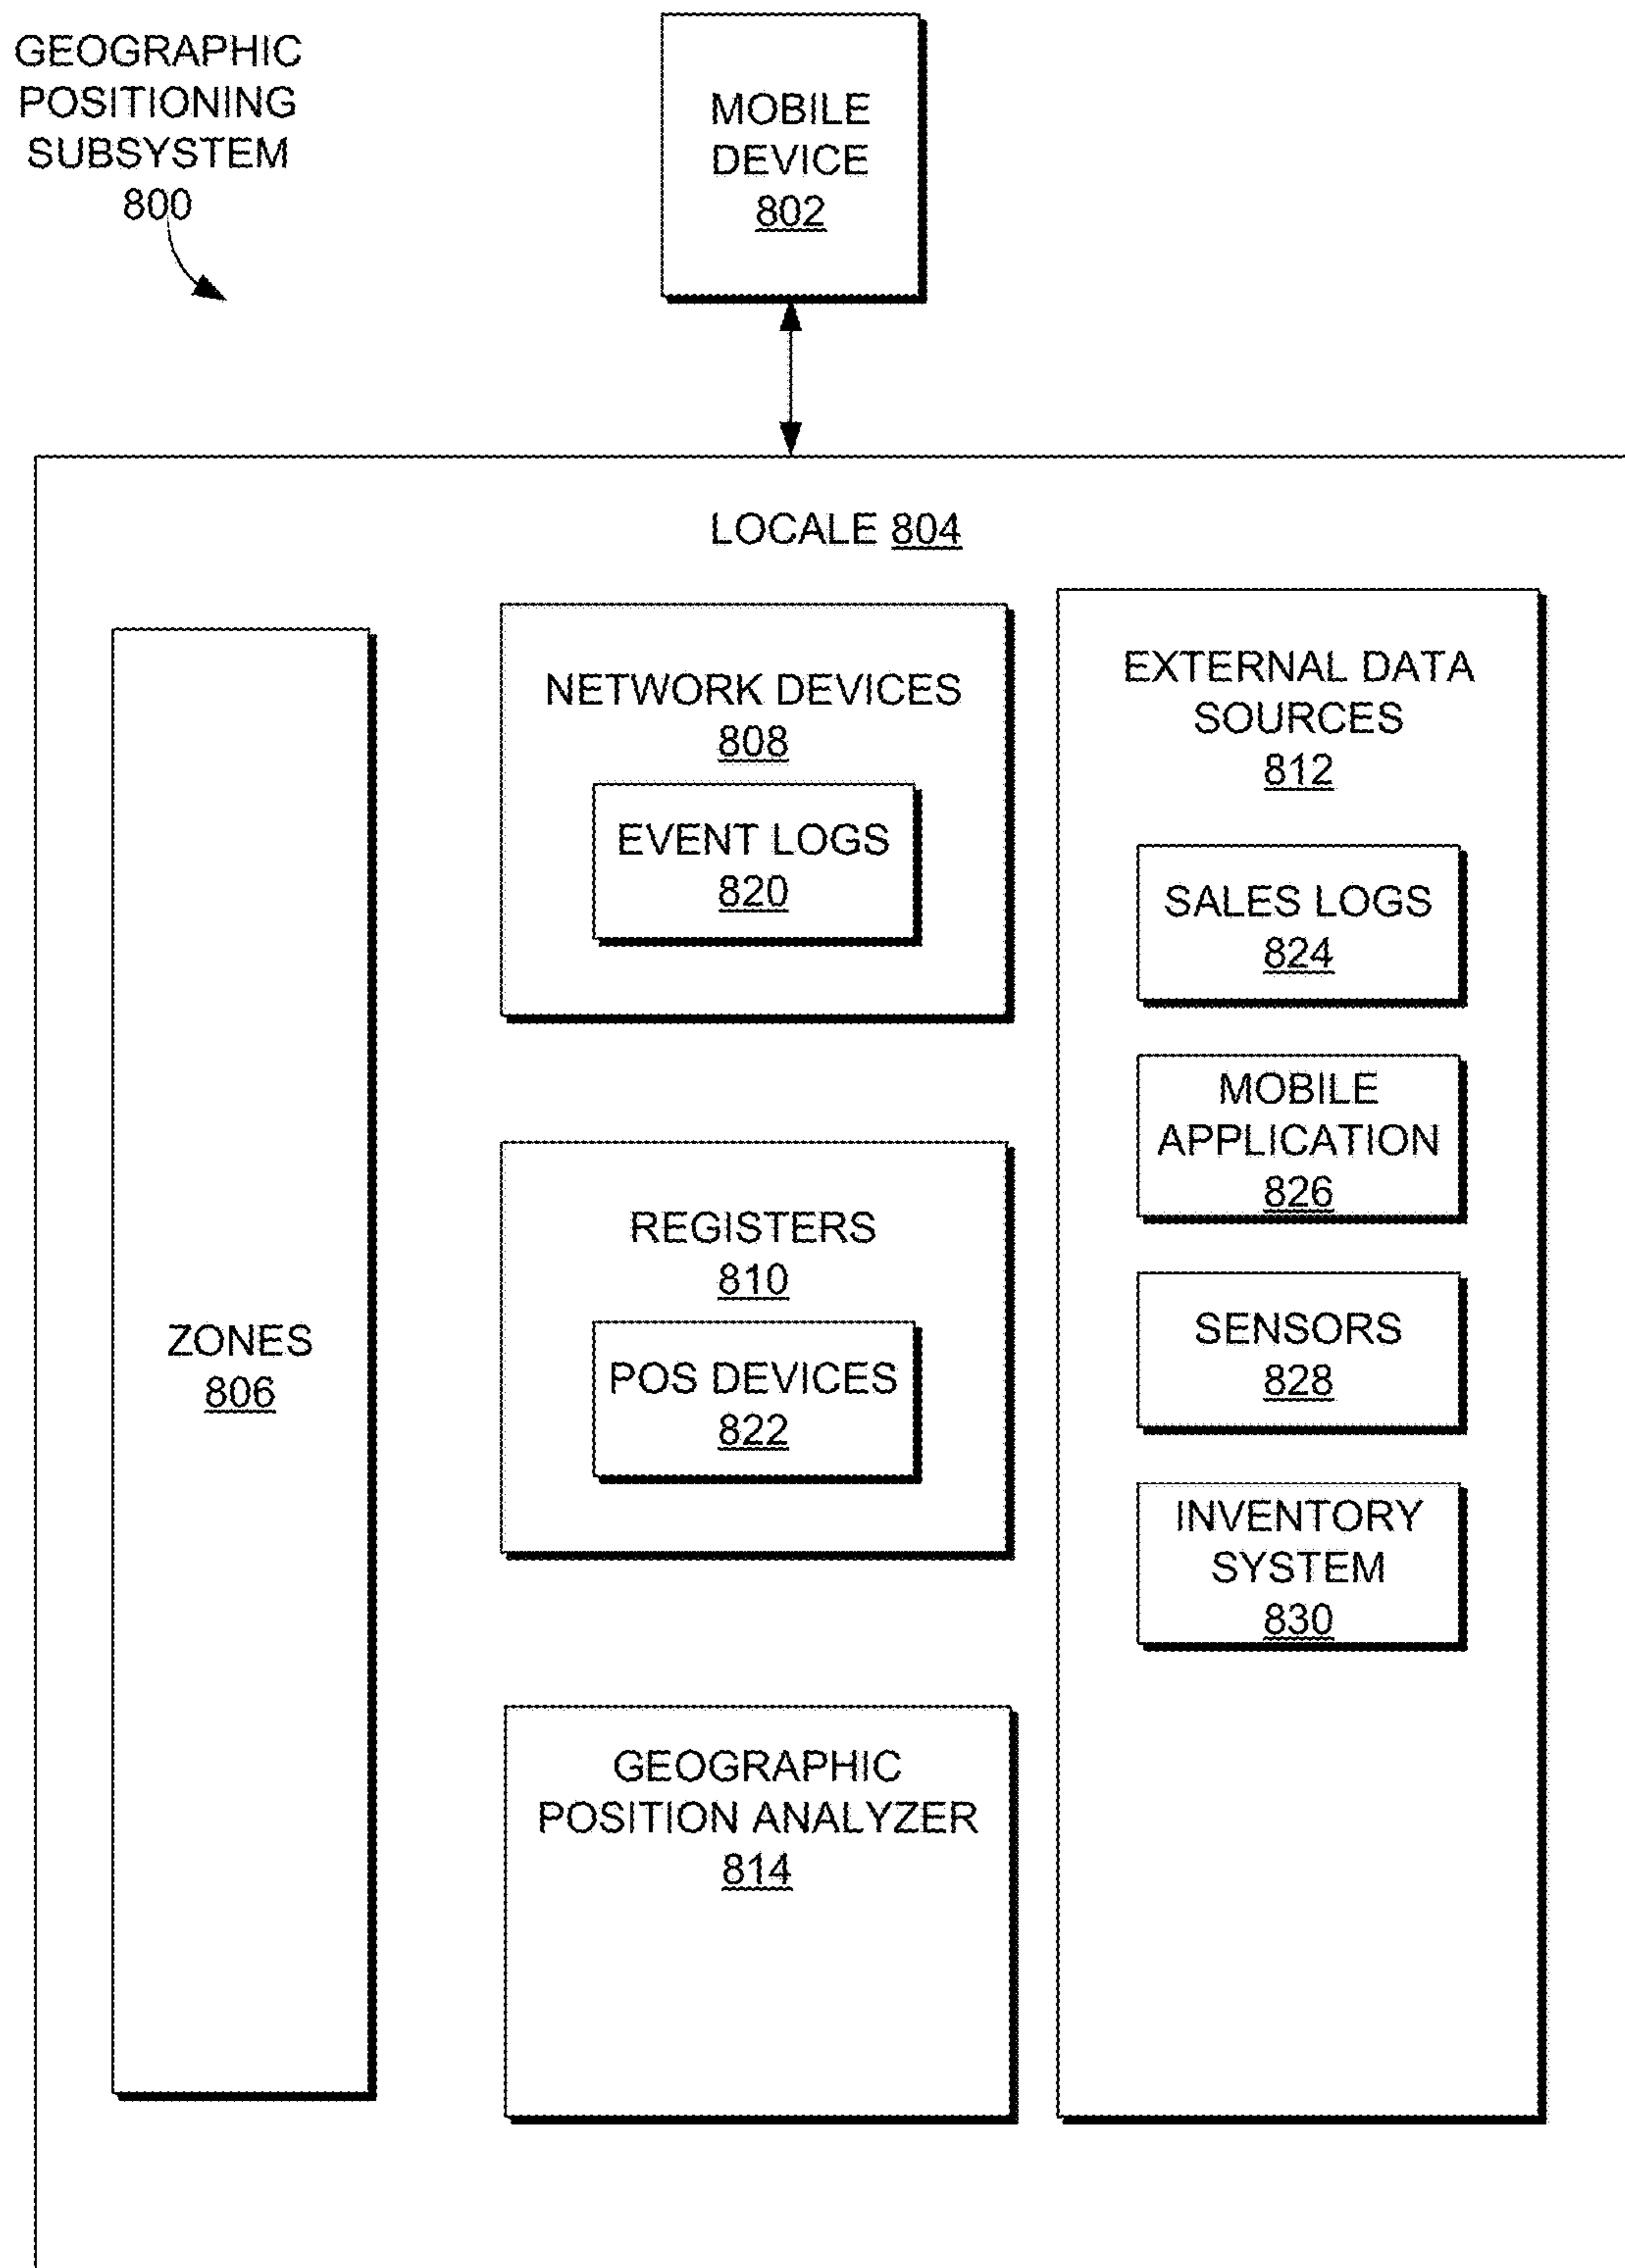 GEOGRAPHIC
POSITIONING
SUBSYSTEM
800
MOBILE
DEVICE
802
LOCALE 804
ZONES
806
NETWORK DEVICES
808
EVENT LOGS
820
REGISTERS
810
POS DEVICES
822
GEOGRAPHIC
POSITION ANALYZER
814
EXTERNAL DATA
SOURCES
812
SALES LOGS
824
MOBILE
APPLICATION
826
SENSORS
828
INVENTORY
SYSTEM
830